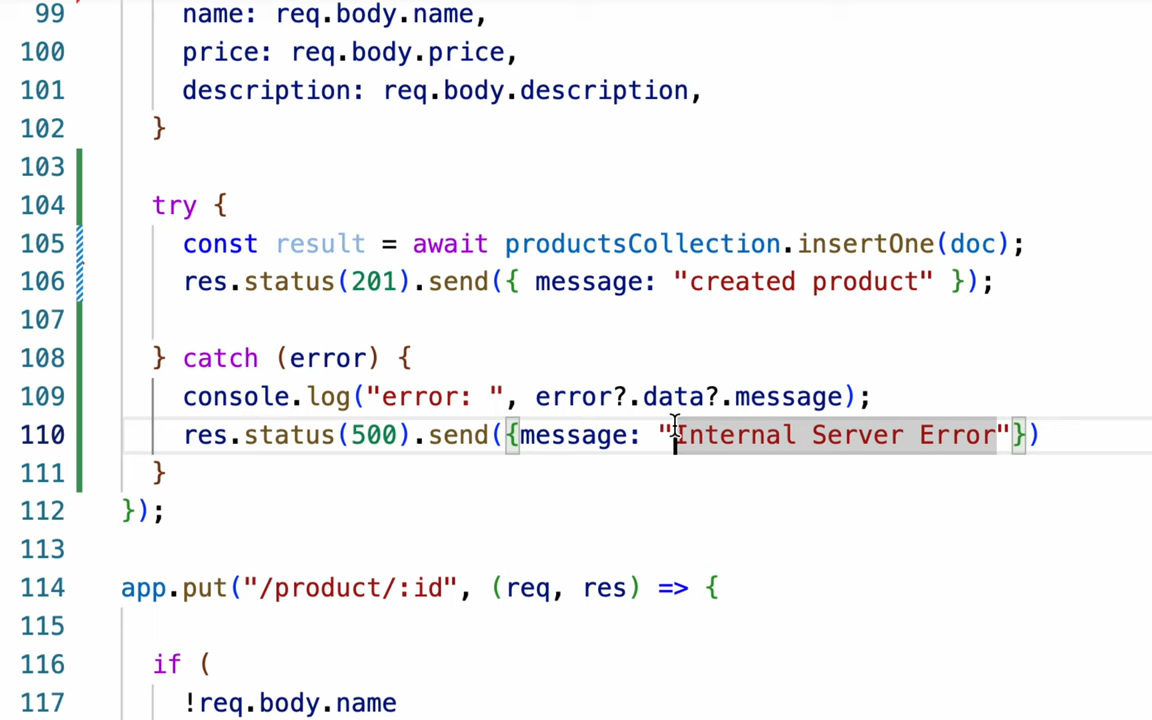 99 name: req.body.name,
100 price: req.body.price,
101 description: req.body.description,
102 }
103
104 try {
105 const result = await productsCollection.insertOne(doc);
106 res.status(201).send({ message: "created product" });
107
108 } catch (error) {
109 console.log("error: ", error?.data?.message);
110 res.status(500).send({message: "Internal Server Error"})
111 }
112 });
113
114 app.put("/product/:id", (req, res) => {
115
116 if (
117 !req.body.name